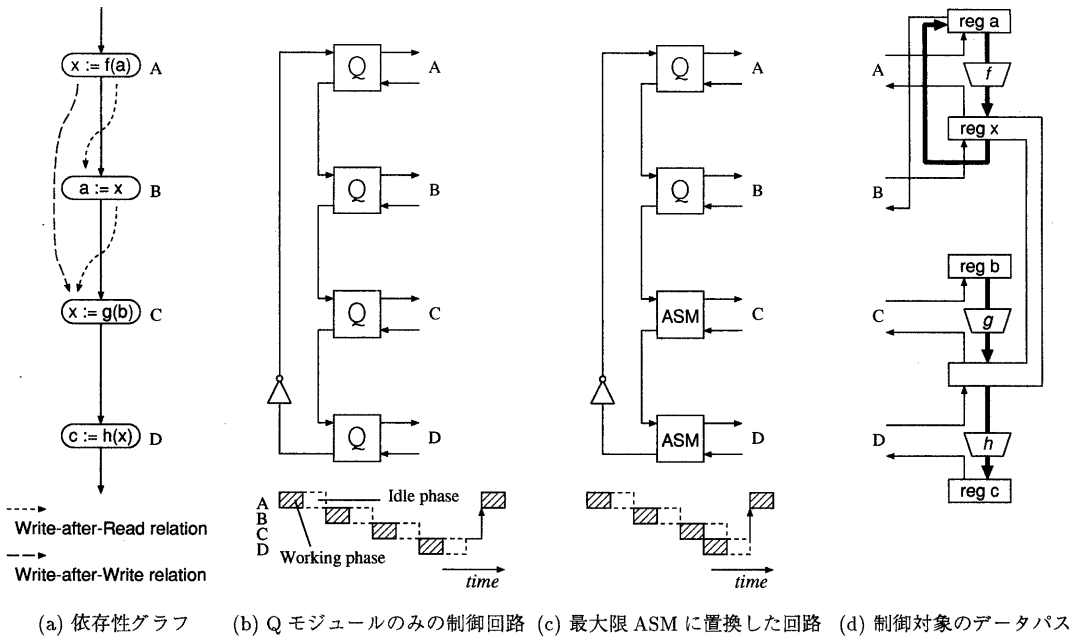 x := f(a)
A
a := x
B
x := g(b)
C
c := h(x)
D
Write-after-Read relation
Write-after-Write relation
(a) 依存性グラフ
Q
A
Q
B
Q
C
Q
D
A
B
C
D
Idle phase
Working phase
time
(b) Q モジュールのみの制御回路
Q
A
Q
B
ASM
C
ASM
D
time
(c) 最大限 ASM に置換した回路
reg a
A
f
reg x
B
reg b
C
g
D
h
reg c
(d) 制御対象のデータパス